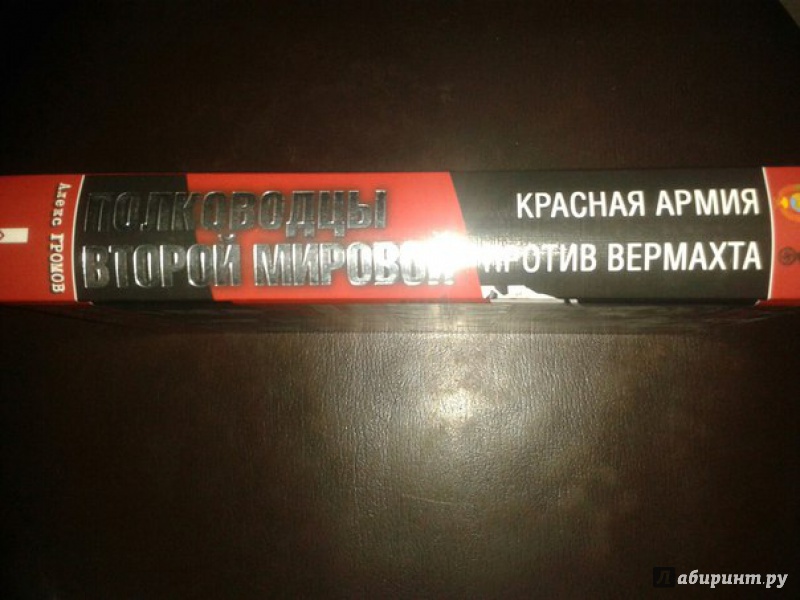 Алекс ГРОМОВ
ПОЛКОВОДЦЫ
ВТОРОЙ МИРОВОЙ
КРАСНАЯ АРМИЯ
ПРОТИВ ВЕРМАХТА
Лабиринт.ру